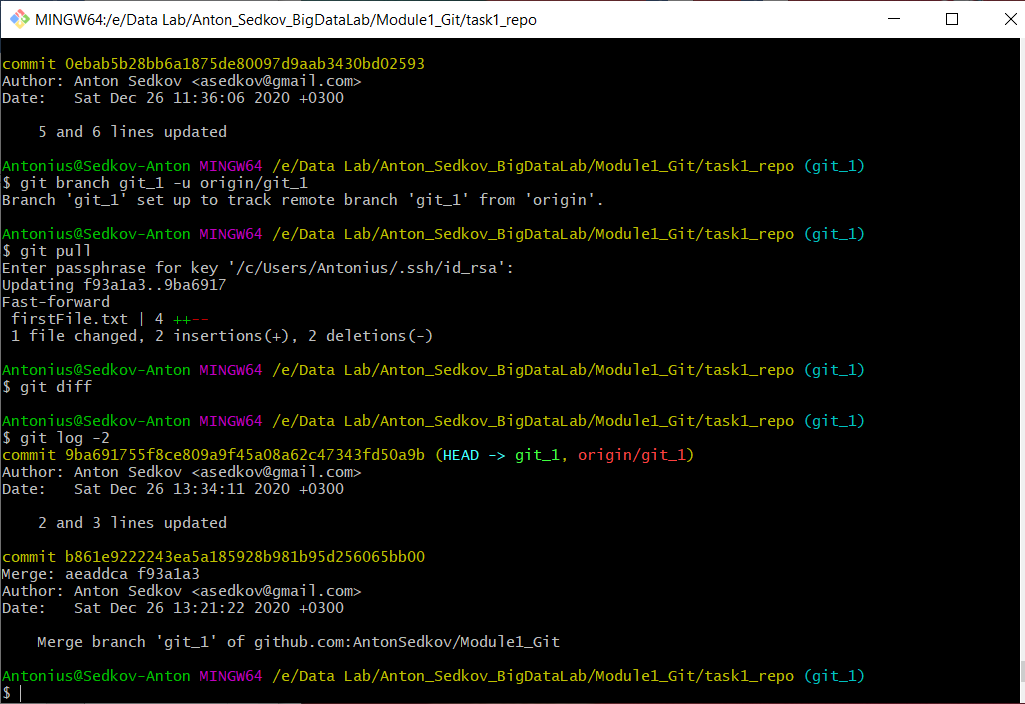 MINGW64:/e/Data Lab/Anton_Sedkov_BigDataLab/Module1_Git/task1_repo
commit 0ebab5b28bb6a1875de80097d9aab3430bd02593
Author: Anton Sedkov <asedkov@gmail.com>
Date:   Sat Dec 26 11:36:06 2020 +0300
    5 and 6 lines updated
Antonius@Sedkov-Anton MINGW64 /e/Data Lab/Anton_Sedkov_BigDataLab/Module1_Git/task1_repo (git_1)
$ git branch git_1 -u origin/git_1
Branch 'git_1' set up to track remote branch 'git_1' from 'origin'.
Antonius@Sedkov-Anton MINGW64 /e/Data Lab/Anton_Sedkov_BigDataLab/Module1_Git/task1_repo (git_1)
$ git pull
Enter passphrase for key '/c/Users/Antonius/.ssh/id_rsa':
Updating f93a1a3..9ba6917
Fast-forward
 firstFile.txt | 4 ++--
 1 file changed, 2 insertions(+), 2 deletions(-)
Antonius@Sedkov-Anton MINGW64 /e/Data Lab/Anton_Sedkov_BigDataLab/Module1_Git/task1_repo (git_1)
$ git diff
Antonius@Sedkov-Anton MINGW64 /e/Data Lab/Anton_Sedkov_BigDataLab/Module1_Git/task1_repo (git_1)
$ git log -2
commit 9ba691755f8ce809a9f45a08a62c47343fd50a9b (HEAD -> git_1, origin/git_1)
Author: Anton Sedkov <asedkov@gmail.com>
Date:   Sat Dec 26 13:34:11 2020 +0300
    2 and 3 lines updated
commit b861e9222243ea5a185928b981b95d256065bb00
Merge: aeaddca f93a1a3
Author: Anton Sedkov <asedkov@gmail.com>
Date:   Sat Dec 26 13:21:22 2020 +0300
    Merge branch 'git_1' of github.com:AntonSedkov/Module1_Git
Antonius@Sedkov-Anton MINGW64 /e/Data Lab/Anton_Sedkov_BigDataLab/Module1_Git/task1_repo (git_1)
$